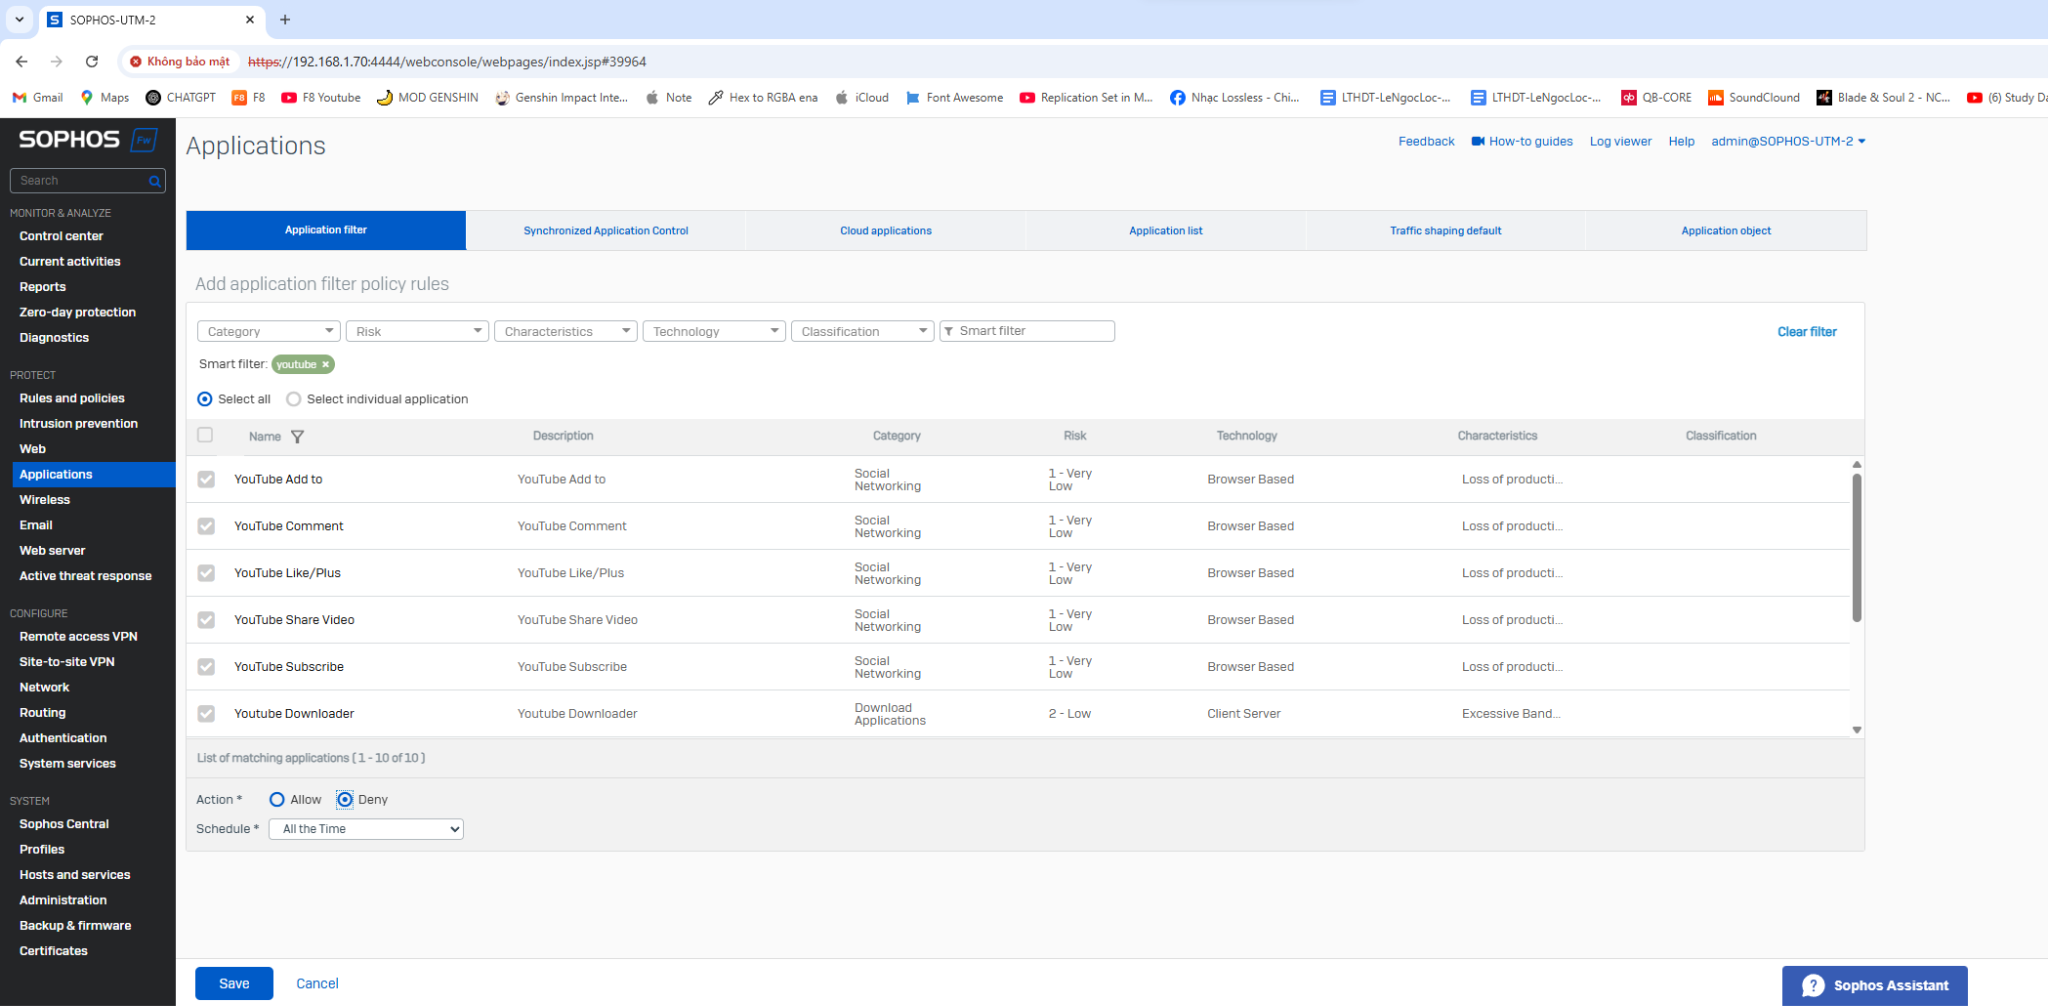 SOPHOS-UTM-2
Không bảo mật https://192.168.1.70:4444/webconsole/webpages/index.jsp#39964
Gmail Maps CHATGPT F8 F8 Youtube MOD GENSHIN Genshin Impact Inte... Note Hex to RGBA ena iCloud Font Awesome Replication Set in M... Nhạc Lossless - Chi... LTHDT-LeNgocLoc-... LTHDT-LeNgocLoc-... QB-CORE SoundClound Blade & Soul 2 - NC... (6) Study Da
SOPHOS Fw
Search
MONITOR & ANALYZE
Control center
Current activities
Reports
Zero-day protection
Diagnostics
PROTECT
Rules and policies
Intrusion prevention
Web
Applications
Wireless
Email
Web server
Active threat response
CONFIGURE
Remote access VPN
Site-to-site VPN
Network
Routing
Authentication
System services
SYSTEM
Sophos Central
Profiles
Hosts and services
Administration
Backup & firmware
Certificates
Applications
Feedback How-to guides Log viewer Help admin@SOPHOS-UTM-2
Application filter Synchronized Application Control Cloud applications Application list Traffic shaping default Application object
Add application filter policy rules
Category Risk Characteristics Technology Classification Smart filter Clear filter
Smart filter: youtube
Select all Select individual application
Name Description Category Risk Technology Characteristics Classification
YouTube Add to YouTube Add to Social Networking 1 - Very Low Browser Based Loss of producti...
YouTube Comment YouTube Comment Social Networking 1 - Very Low Browser Based Loss of producti...
YouTube Like/Plus YouTube Like/Plus Social Networking 1 - Very Low Browser Based Loss of producti...
YouTube Share Video YouTube Share Video Social Networking 1 - Very Low Browser Based Loss of producti...
YouTube Subscribe YouTube Subscribe Social Networking 1 - Very Low Browser Based Loss of producti...
Youtube Downloader Youtube Downloader Download Applications 2 - Low Client Server Excessive Band...
List of matching applications ( 1 - 10 of 10 )
Action * Allow Deny
Schedule * All the Time
Save Cancel
? Sophos Assistant